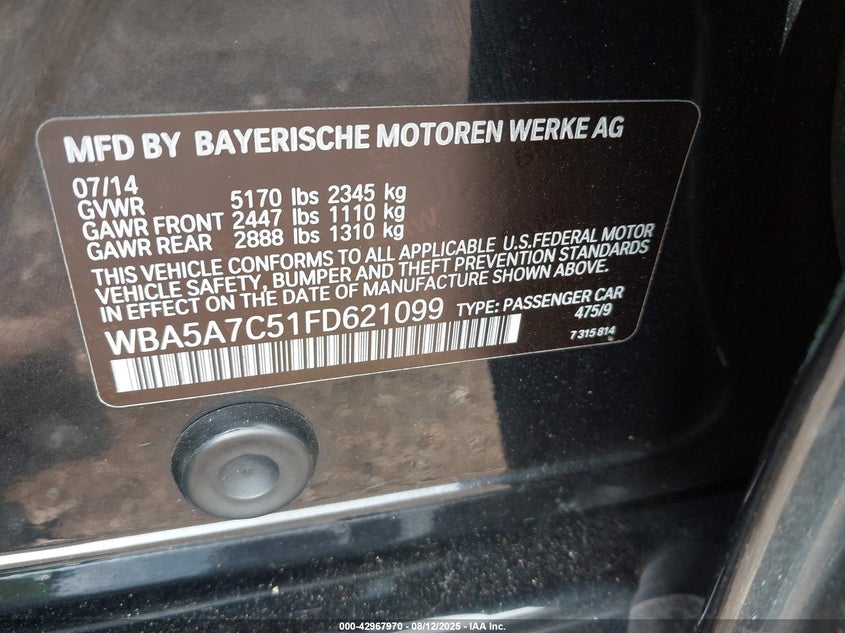 MFD BY BAYERISCHE MOTOREN WERKE AG
07/14
GVWR 5170 lbs 2345 kg
GAWR FRONT 2447 lbs 1110 kg
GAWR REAR 2888 lbs 1310 kg
THIS VEHICLE CONFORMS TO ALL APPLICABLE U.S.FEDERAL MOTOR
VEHICLE SAFETY, BUMPER AND THEFT PREVENTION STANDARDS
IN EFFECT ON THE DATE OF MANUFACTURE SHOWN ABOVE.
WBA5A7C51FD621099 TYPE: PASSENGER CAR
475/9
7 315 814
000-42967970 - 08/12/2025 - IAA Inc.